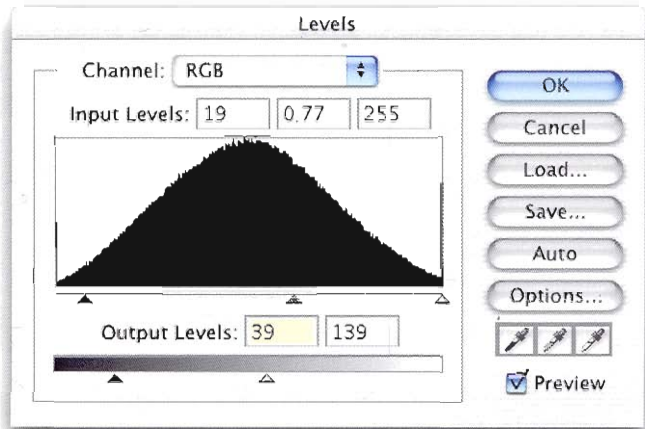 Levels
Channel: RGB
Input Levels: 19 0.77 255
Output Levels: 39 139
OK
Cancel
Load...
Save...
Auto
Options...
Preview